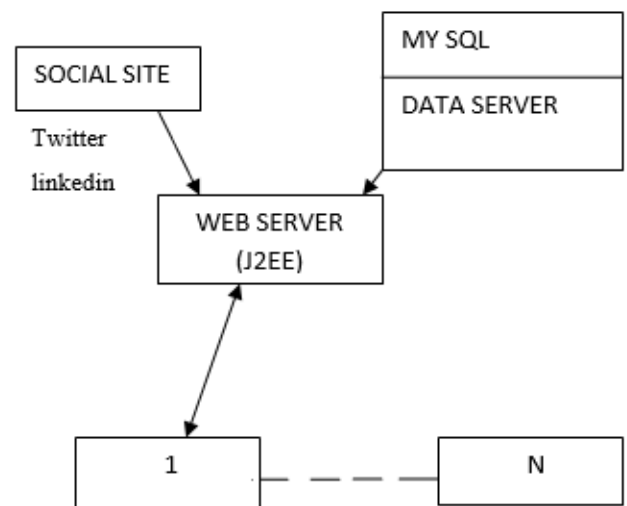 SOCIAL SITE
Twitter
linkedin
MY SQL
DATA SERVER
WEB SERVER
(J2EE)
1
N